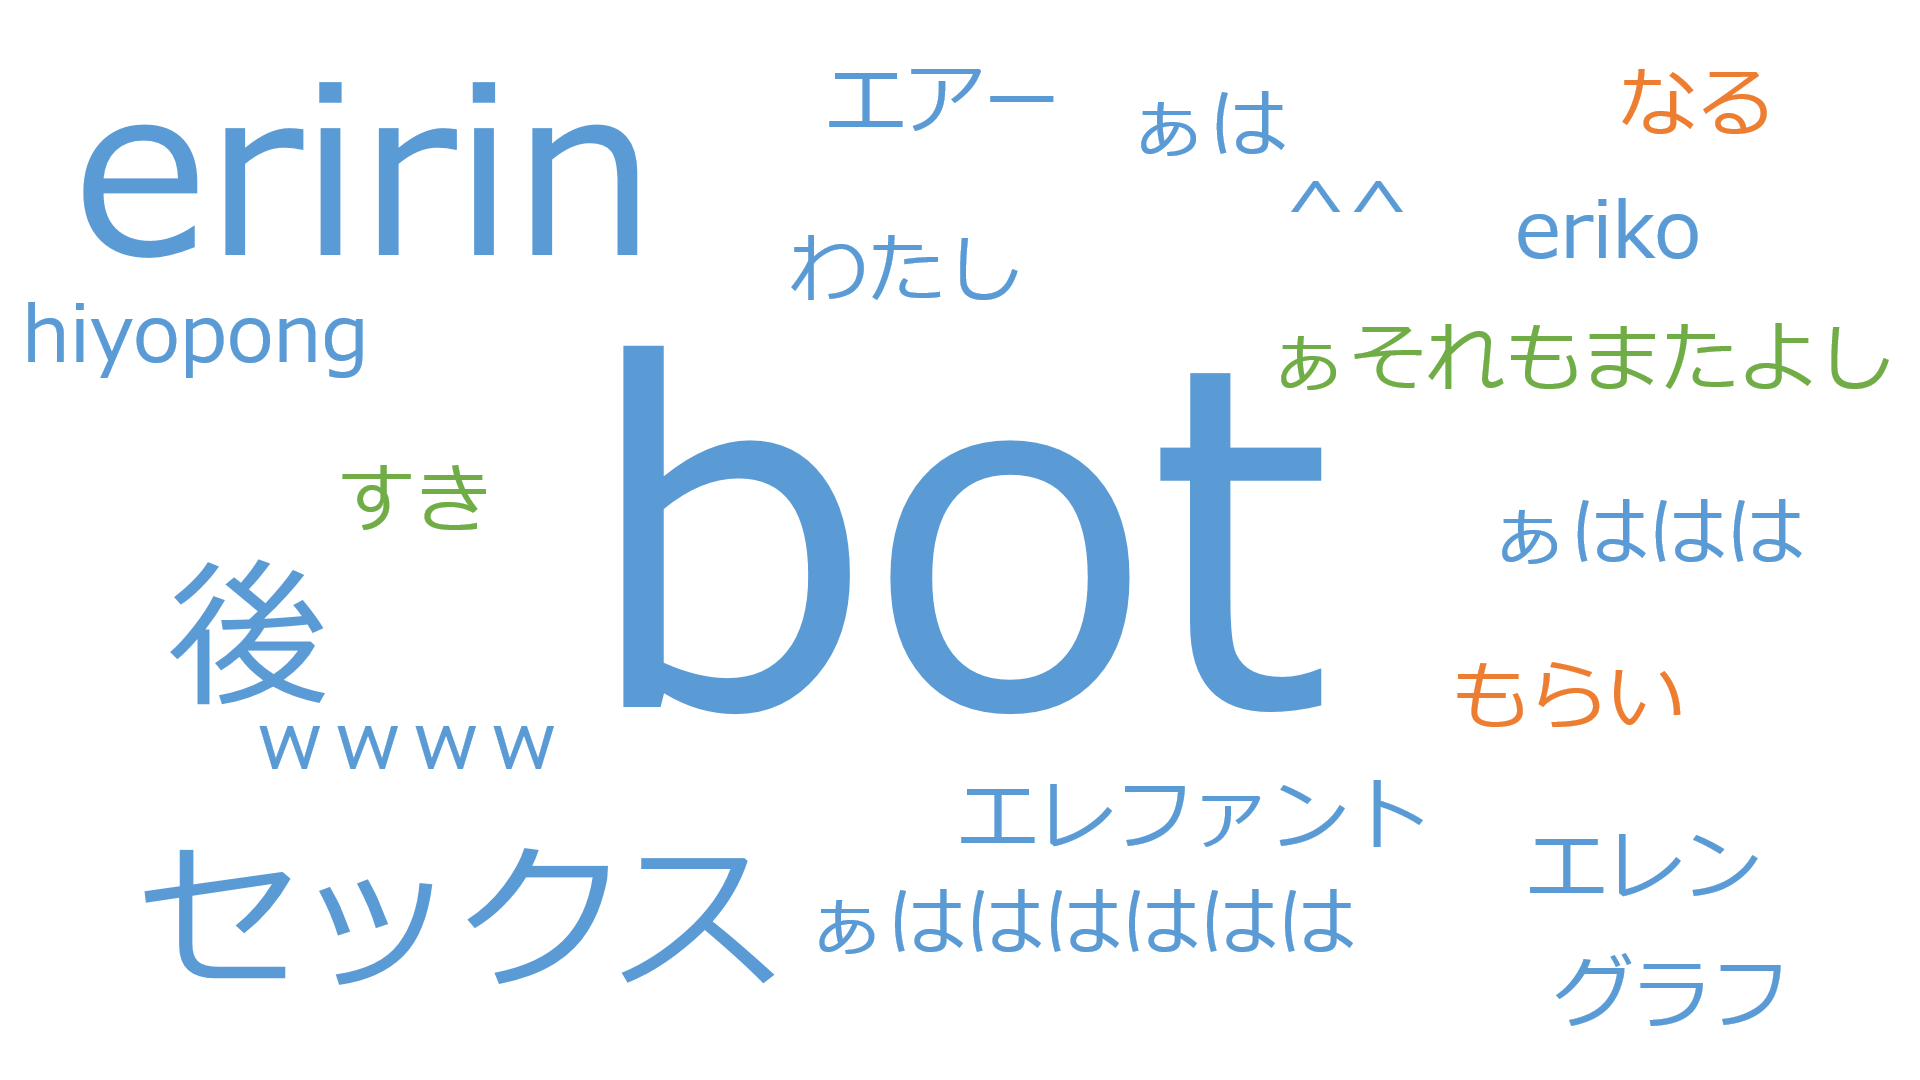 eririn
エアー
ぁは
なる
^^
eriko
わたし
hiyopong
ぁそれもまたよし
bot
すき
ぁははは
後
もらい
ｗｗｗｗ
エレファント
エレン
セックス
ぁはははははは
グラフ